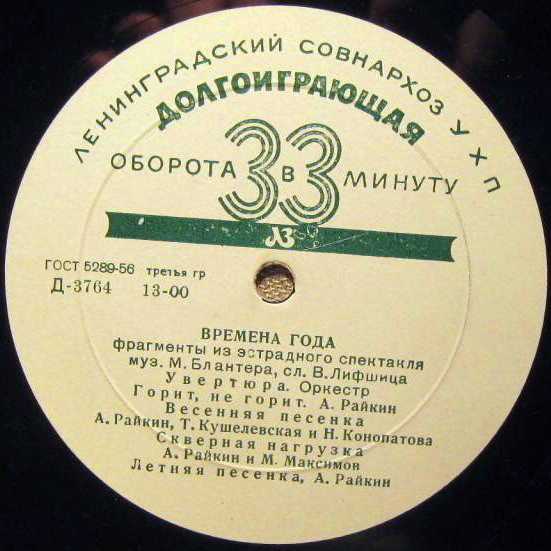 ЛЕНИНГРАДСКИЙ СОВНАРХОЗ УХП
ДОЛГОИГРАЮЩАЯ
ОБОРОТА 33 В МИНУТУ
ЛЗ
ГОСТ 5289-56 третья гр
Д-3764 13-00
ВРЕМЕНА ГОДА
фрагменты из эстрадного спектакля
муз. М. Блантера, сл. В. Лифшица
Увертюра. Оркестр
Горит, не горит. А. Райкин
Весенняя песенка
А. Райкин, Т. Кушелевская и Н. Конопатова
Скверная нагрузка
А. Райкин и М. Максимов
Летняя песенка, А. Райкин